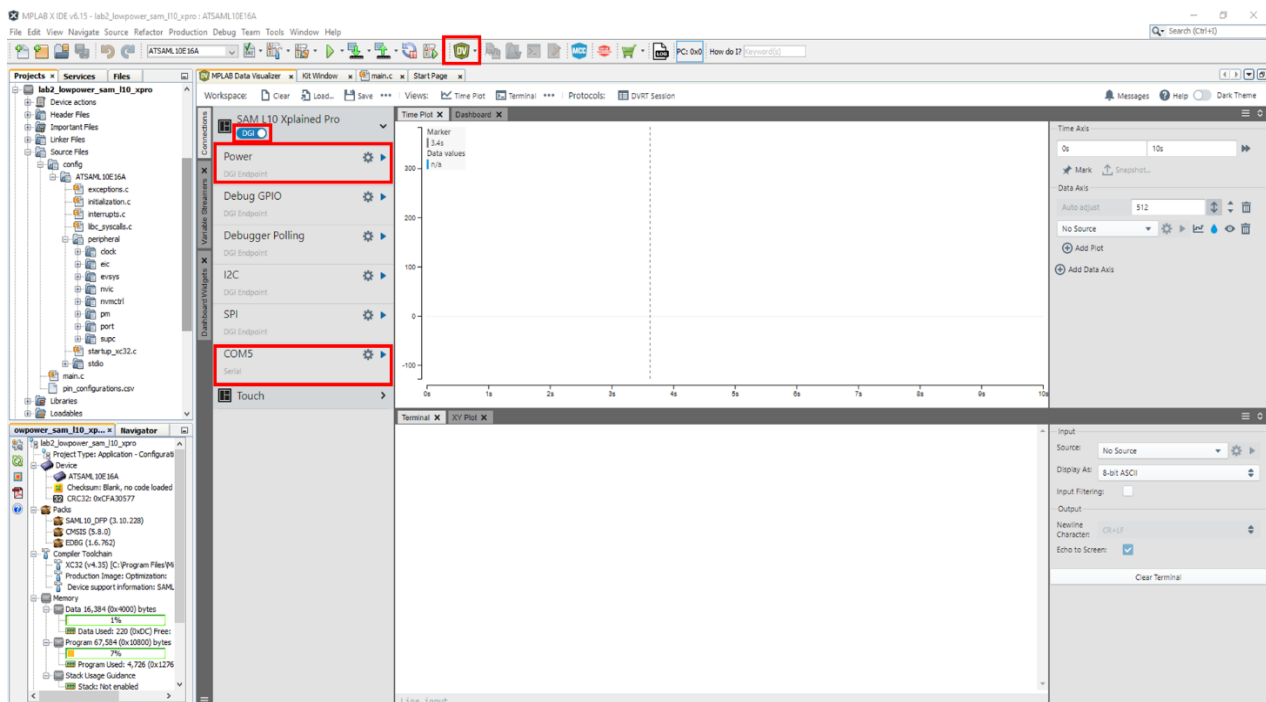 MPLAB X IDE v6.15 - lab2_lowpower_sam_l10_xpro : ATSAML10E16A
File Edit View Navigate Source Refactor Production Debug Team Tools Window Help
Search (Ctrl+I)
ATSAML10E16A
DV
MCC
LOG
PC: 0x0
How do I?
Keyword(s)
Projects
Services
Files
lab2_lowpower_sam_l10_xpro
Device actions
Header Files
Important Files
Linker Files
Source Files
config
ATSAML10E16A
exceptions.c
initialization.c
interrupts.c
libc_syscalls.c
peripheral
clock
eic
evsys
nvic
nvmctrl
pm
port
supc
startup_xc32.c
stdio
main.c
pin_configurations.csv
Libraries
Loadables
owpower_sam_l10_xp...
Navigator
lab2_lowpower_sam_l10_xpro
Project Type: Application - Configurati
Device
ATSAML10E16A
Checksum: Blank, no code loaded
CRC32: 0xCFA30577
Packs
SAML10_DFP (3.10.228)
CMSIS (5.8.0)
EDBG (1.6.762)
Compiler Toolchain
XC32 (v4.35) [C:\Program Files\Mi
Production Image: Optimization:
Device support information: SAML
Memory
Data 16,384 (0x4000) bytes
1%
Data Used: 220 (0xDC) Free:
Program 67,584 (0x10800) bytes
7%
Program Used: 4,726 (0x1276
Stack Usage Guidance
Stack: Not enabled
MPLAB Data Visualizer
Kit Window
main.c
Start Page
Workspace: Clear Load... Save Views: Time Plot Terminal Protocols: DVRT Session
Messages Help Dark Theme
Connections
Variable Streamers
Dashboard Widgets
SAM L10 Xplained Pro
DGI
Power
DGI Endpoint
Debug GPIO
DGI Endpoint
Debugger Polling
DGI Endpoint
I2C
DGI Endpoint
SPI
DGI Endpoint
COM5
Serial
Touch
Time Plot
Dashboard
Marker
3.4s
Data values
n/a
300
200
100
0
-100
0s 1s 2s 3s 4s 5s 6s 7s 8s 9s 10s
Time Axis
0s
10s
Mark
Snapshot...
Data Axis
Auto adjust
512
No Source
Add Plot
Add Data Axis
Terminal
XY Plot
Line input
Input
Source: No Source
Display As: 8-bit ASCII
Input Filtering:
Output
Newline
Character:
CR+LF
Echo to Screen:
Clear Terminal